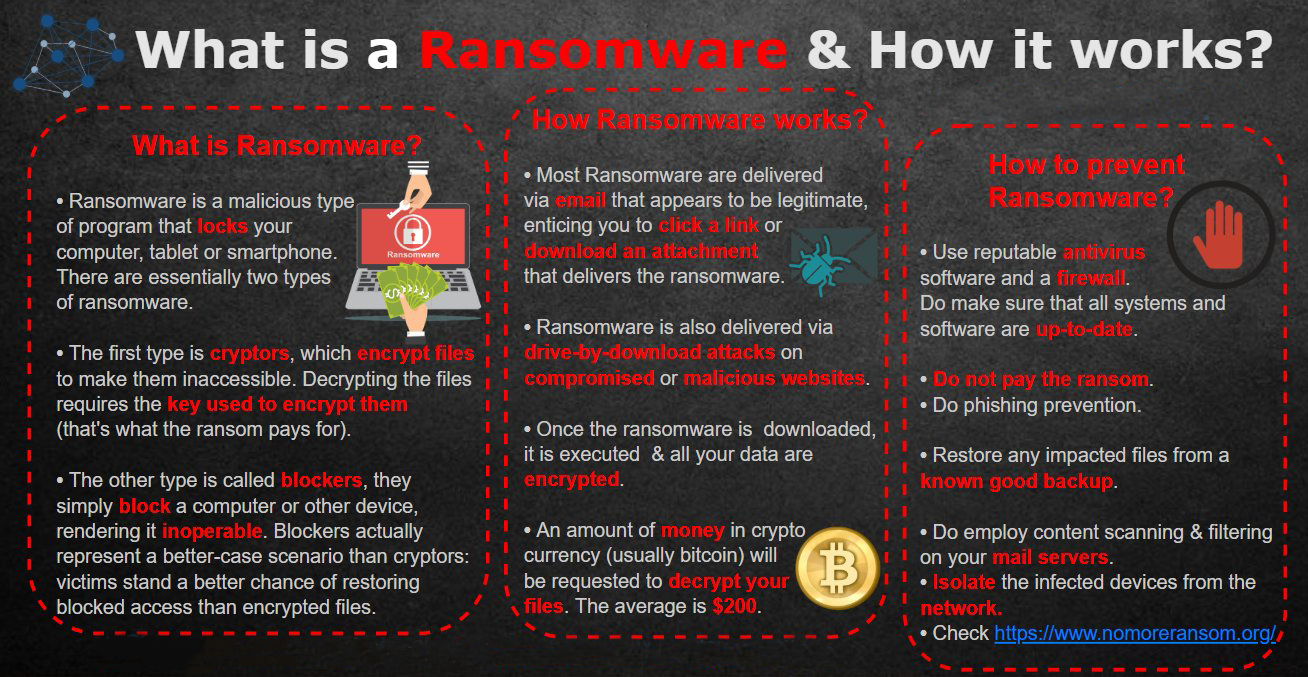 What is a Ransomware & How it works?
What is Ransomware?
• Ransomware is a malicious type
of program that locks your
computer, tablet or smartphone.
There are essentially two types
of ransomware.
Ransomware
• The first type is cryptors, which encrypt files
to make them inaccessible. Decrypting the files
requires the key used to encrypt them
(that's what the ransom pays for).
• The other type is called blockers, they
simply block a computer or other device,
rendering it inoperable. Blockers actually
represent a better-case scenario than cryptors:
victims stand a better chance of restoring
blocked access than encrypted files.
How Ransomware works?
• Most Ransomware are delivered
via email that appears to be legitimate,
enticing you to click a link or
download an attachment
that delivers the ransomware.
• Ransomware is also delivered via
drive-by-download attacks on
compromised or malicious websites.
• Once the ransomware is downloaded,
it is executed & all your data are
encrypted.
• An amount of money in crypto
currency (usually bitcoin) will
be requested to decrypt your
files. The average is $200.
How to prevent
Ransomware?
• Use reputable antivirus
software and a firewall.
Do make sure that all systems and
software are up-to-date.
• Do not pay the ransom.
• Do phishing prevention.
• Restore any impacted files from a
known good backup.
• Do employ content scanning & filtering
on your mail servers.
• Isolate the infected devices from the
network.
• Check https://www.nomoreransom.org/